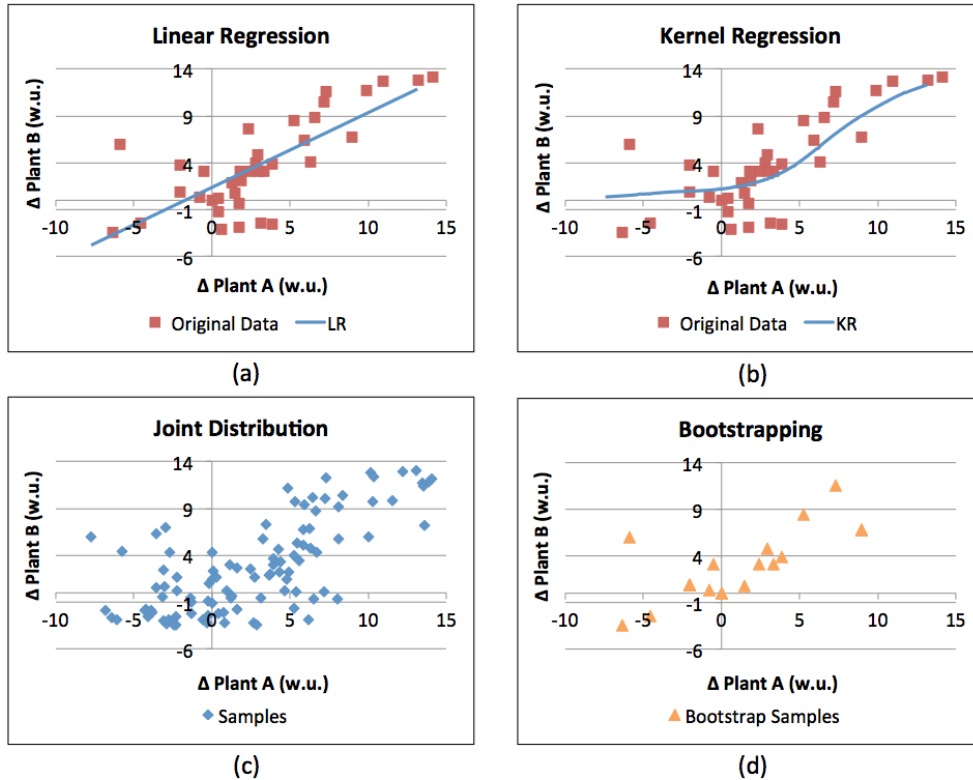 Linear Regression
14
9
4
-1
-6
-10 -5 0 5 10 15
Δ Plant B (w.u.)
Δ Plant A (w.u.)
Original Data LR
(a)
Kernel Regression
14
9
4
-1
-6
-10 -5 0 5 10 15
Δ Plant B (w.u.)
Δ Plant A (w.u.)
Original Data KR
(b)
Joint Distribution
14
9
4
-1
-6
-10 -5 0 5 10 15
Δ Plant B (w.u.)
Δ Plant A (w.u.)
Samples
(c)
Bootstrapping
14
9
4
-1
-6
-10 -5 0 5 10 15
Δ Plant B (w.u.)
Δ Plant A (w.u.)
Bootstrap Samples
(d)